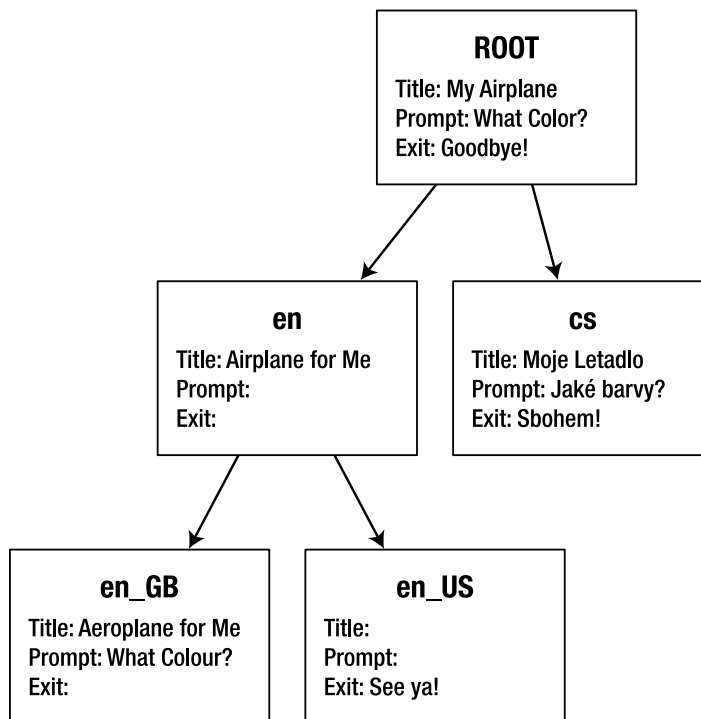 ROOT
Title: My Airplane
Prompt: What Color?
Exit: Goodbye!
en
Title: Airplane for Me
Prompt:
Exit:
cs
Title: Moje Letadlo
Prompt: Jaké barvy?
Exit: Sbohem!
en_GB
Title: Aeroplane for Me
Prompt: What Colour?
Exit:
en_US
Title:
Prompt:
Exit: See ya!